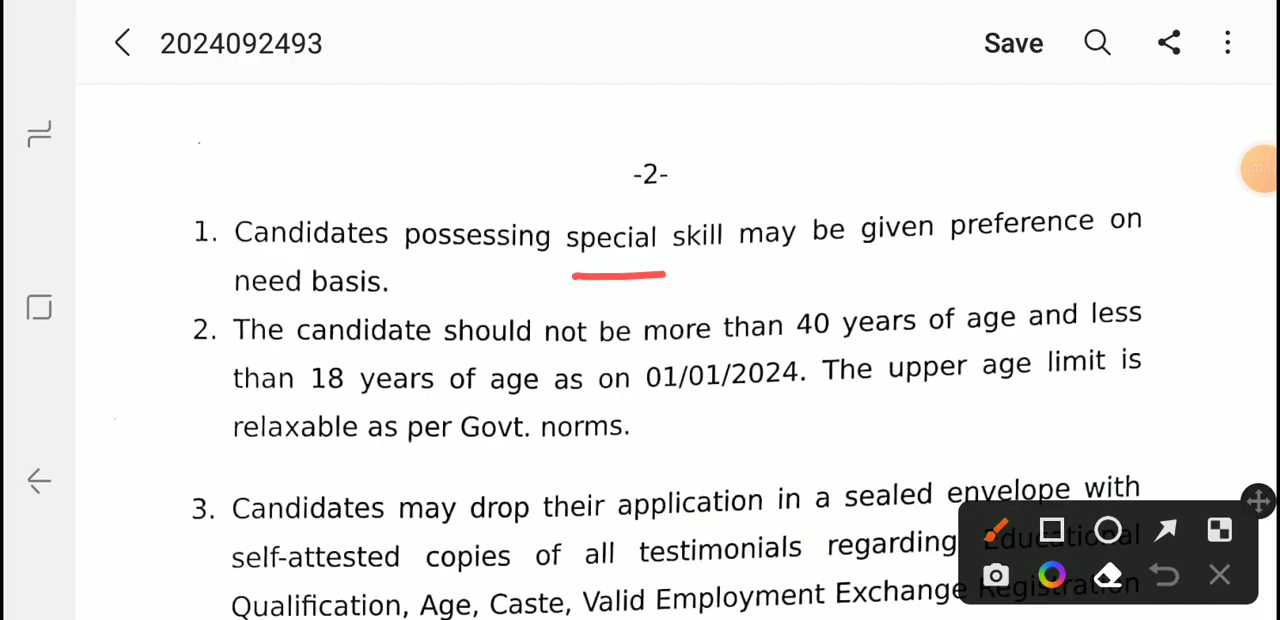 2024092493
Save
-2-
1. Candidates possessing special skill may be given preference on
need basis.
2. The candidate should not be more than 40 years of age and less
than 18 years of age as on 01/01/2024. The upper age limit is
relaxable as per Govt. norms.
3. Candidates may drop their application in a sealed envelope with
self-attested copies of all testimonials regarding Educational
Qualification, Age, Caste, Valid Employment Exchange Registration